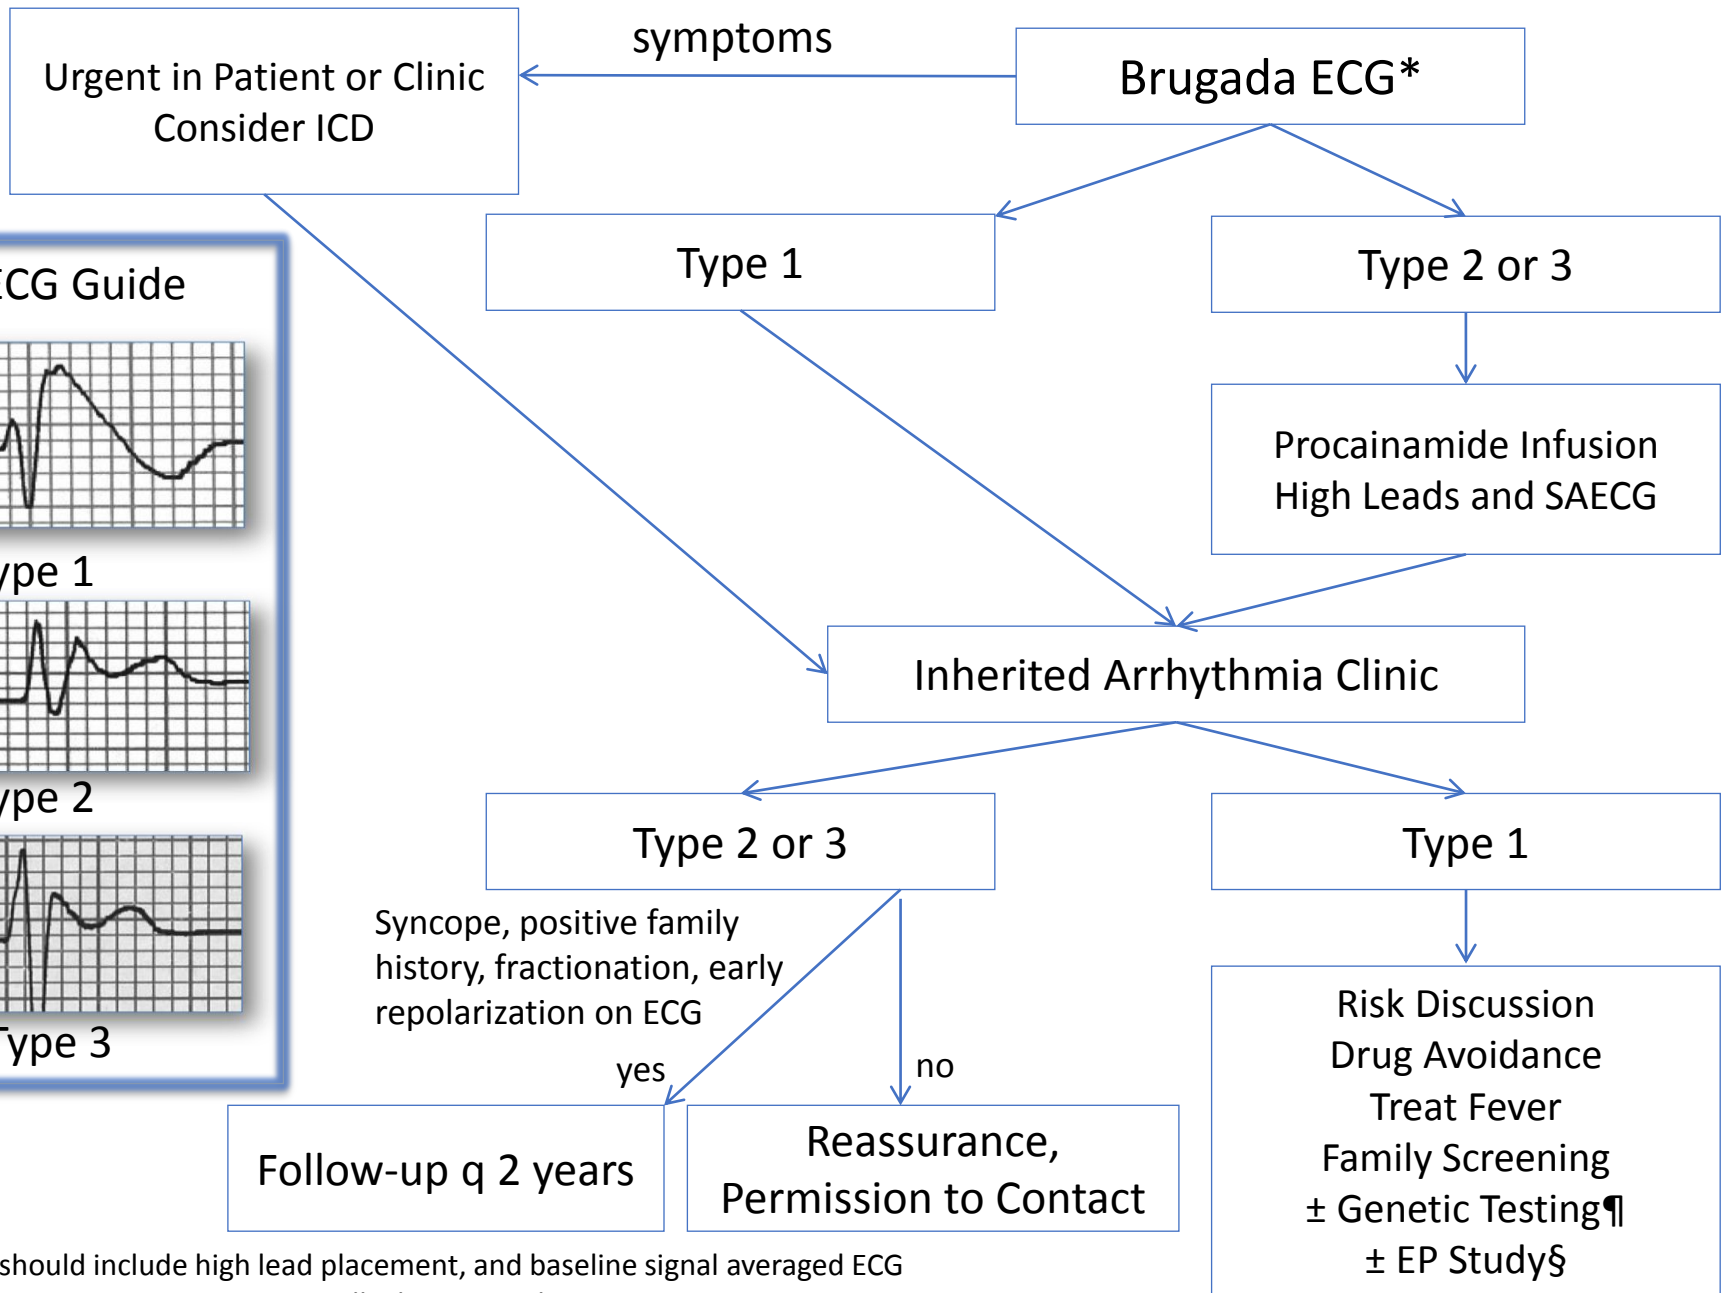 symptoms
Urgent in Patient or Clinic
Consider ICD
Brugada ECG*
Type 1
Type 2 or 3
Procainamide Infusion
High Leads and SAECG
ECG Guide
ype 1
ype 2
Type 3
Inherited Arrhythmia Clinic
Type 2 or 3
Type 1
Syncope, positive family
history, fractionation, early
repolarization on ECG
yes
no
Follow-up q 2 years
Reassurance,
Permission to Contact
Risk Discussion
Drug Avoidance
Treat Fever
Family Screening
± Genetic Testing¶
± EP Study§
should include high lead placement, and baseline signal averaged ECG